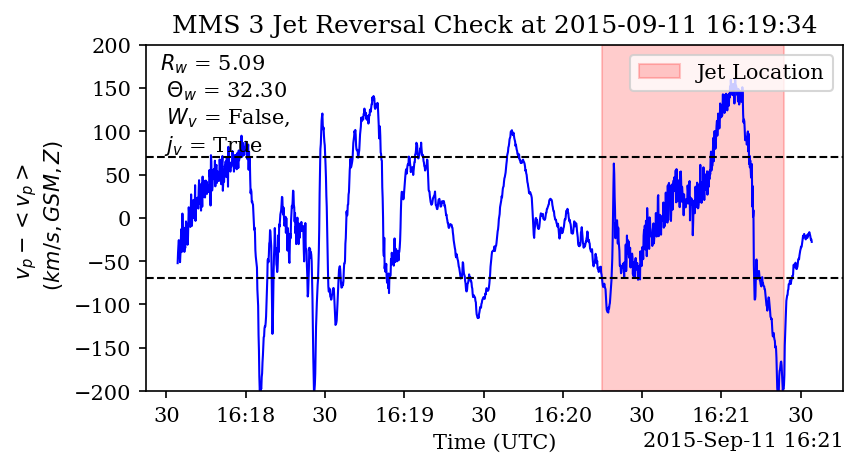 MMS 3 Jet Reversal Check at 2015-09-11 16:19:34
200
150
100
50
0
−50
−100
−150
−200
v_p − < v_p >
(km/s, GSM, Z)
R_w = 5.09
Θ_w = 32.30
W_v = False,
j_v = True
Jet Location
30 16:18 30 16:19 30 16:20 30 16:21 30
Time (UTC)
2015-Sep-11 16:21